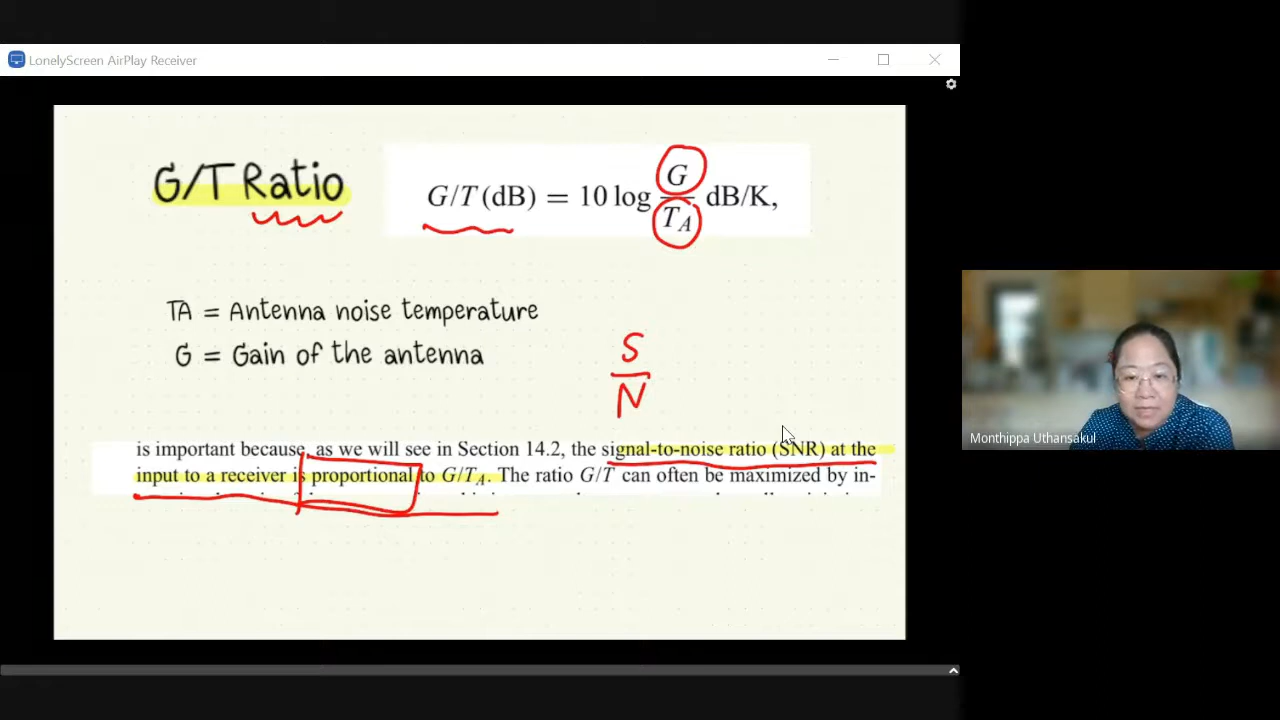 LonelyScreen AirPlay Receiver
G/T Ratio
G/T (dB) = 10 log G/T_A dB/K,
TA = Antenna noise temperature
G = Gain of the antenna
S
N
is important because, as we will see in Section 14.2, the signal-to-noise ratio (SNR) at the
input to a receiver is proportional to G/T_A. The ratio G/T can often be maximized by in-
Monthippa Uthansakul